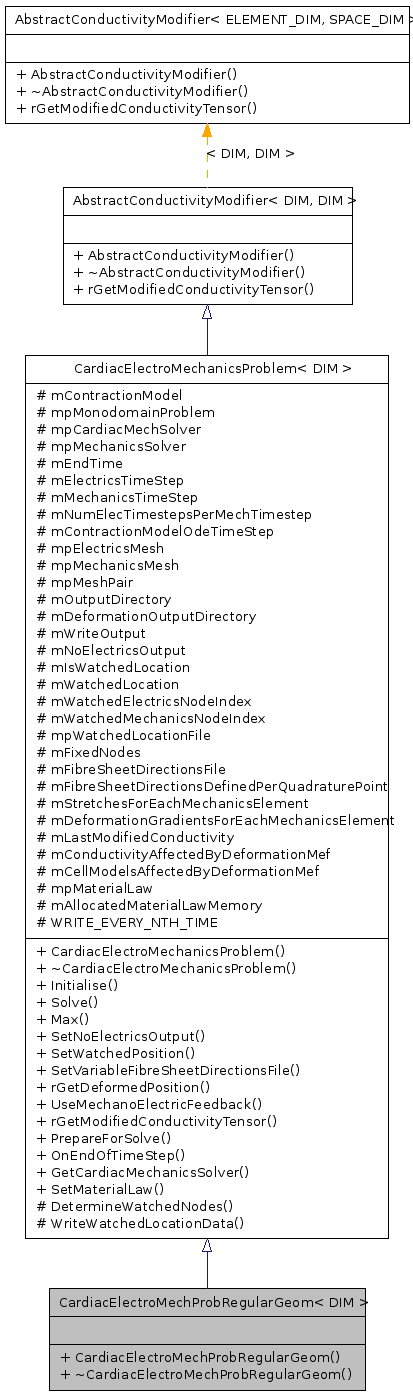 AbstractConductivityModifier< ELEMENT_DIM, SPACE_DIM >
+ AbstractConductivityModifier()
+ ~AbstractConductivityModifier()
+ rGetModifiedConductivityTensor()
< DIM, DIM >
AbstractConductivityModifier< DIM, DIM >
+ AbstractConductivityModifier()
+ ~AbstractConductivityModifier()
+ rGetModifiedConductivityTensor()
CardiacElectroMechanicsProblem< DIM >
# mContractionModel
# mpMonodomainProblem
# mpCardiacMechSolver
# mpMechanicsSolver
# mEndTime
# mElectricsTimeStep
# mMechanicsTimeStep
# mNumElecTimestepsPerMechTimestep
# mContractionModelOdeTimeStep
# mpElectricsMesh
# mpMechanicsMesh
# mpMeshPair
# mOutputDirectory
# mDeformationOutputDirectory
# mWriteOutput
# mNoElectricsOutput
# mIsWatchedLocation
# mWatchedLocation
# mWatchedElectricsNodeIndex
# mWatchedMechanicsNodeIndex
# mpWatchedLocationFile
# mFixedNodes
# mFibreSheetDirectionsFile
# mFibreSheetDirectionsDefinedPerQuadraturePoint
# mStretchesForEachMechanicsElement
# mDeformationGradientsForEachMechanicsElement
# mLastModifiedConductivity
# mConductivityAffectedByDeformationMef
# mCellModelsAffectedByDeformationMef
# mpMaterialLaw
# mAllocatedMaterialLawMemory
# WRITE_EVERY_NTH_TIME
+ CardiacElectroMechanicsProblem()
+ ~CardiacElectroMechanicsProblem()
+ Initialise()
+ Solve()
+ Max()
+ SetNoElectricsOutput()
+ SetWatchedPosition()
+ SetVariableFibreSheetDirectionsFile()
+ rGetDeformedPosition()
+ UseMechanoElectricFeedback()
+ rGetModifiedConductivityTensor()
+ PrepareForSolve()
+ OnEndOfTimeStep()
+ GetCardiacMechanicsSolver()
+ SetMaterialLaw()
# DetermineWatchedNodes()
# WriteWatchedLocationData()
CardiacElectroMechProbRegularGeom< DIM >
+ CardiacElectroMechProbRegularGeom()
+ ~CardiacElectroMechProbRegularGeom()